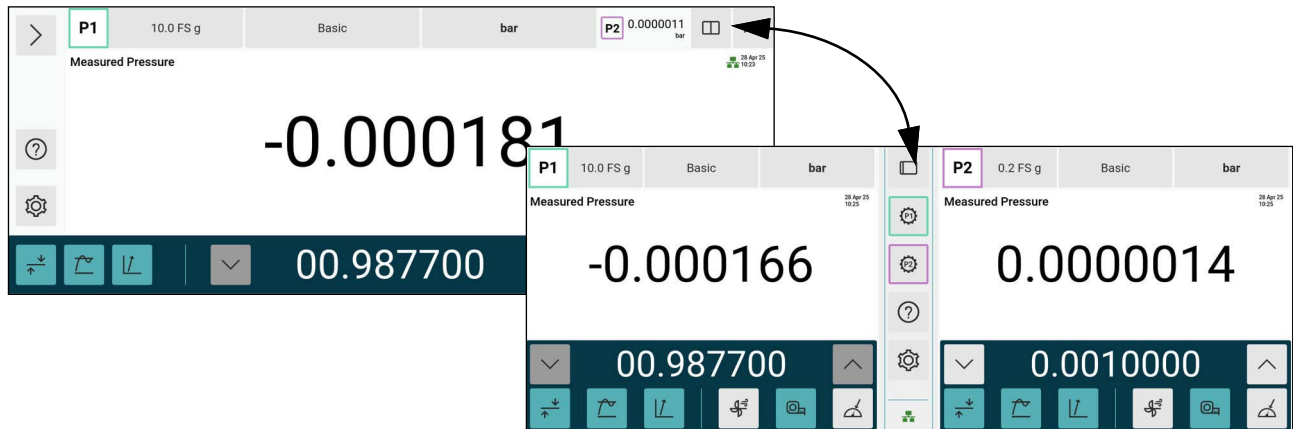 P1 10.0 FS g Basic bar P2 0.0000011 bar
Measured Pressure 28 Apr 25 10:23
-0.000181
00.987700
P1 10.0 FS g Basic bar
Measured Pressure 28 Apr 25 10:25
-0.000166
00.987700
P1
P2
P2 0.2 FS g Basic bar
Measured Pressure 28 Apr 25 10:25
0.0000014
0.0010000